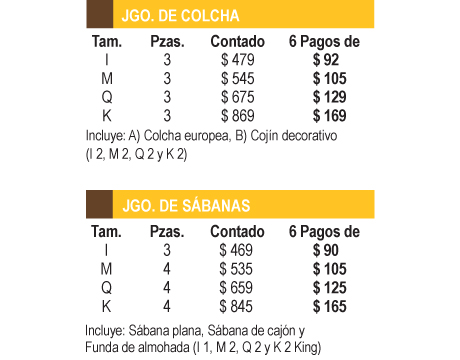 JGO. DE COLCHA
Tam. Pzas. Contado 6 Pagos de
I 3 $ 479 $ 92
M 3 $ 545 $ 105
Q 3 $ 675 $ 129
K 3 $ 869 $ 169
Incluye: A) Colcha europea, B) Cojín decorativo
(I 2, M 2, Q 2 y K 2)
JGO. DE SÁBANAS
Tam. Pzas. Contado 6 Pagos de
I 3 $ 469 $ 90
M 4 $ 535 $ 105
Q 4 $ 659 $ 125
K 4 $ 845 $ 165
Incluye: Sábana plana, Sábana de cajón y
Funda de almohada (I 1, M 2, Q 2 y K 2 King)